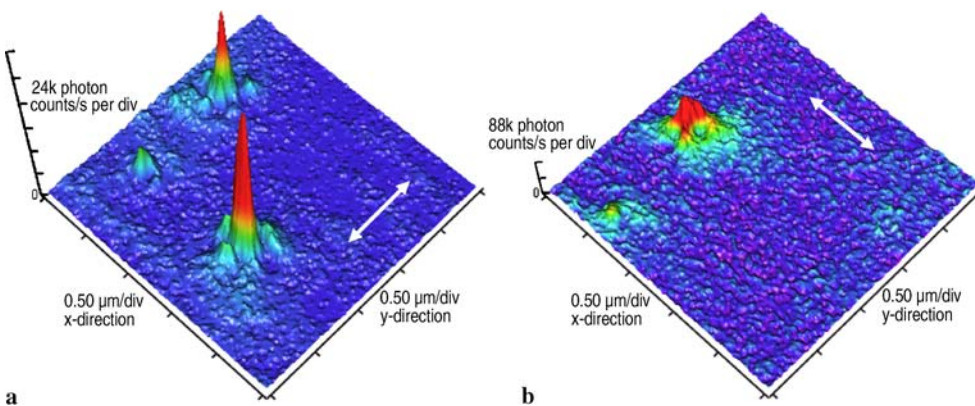 24k photon
counts/s per div
0
0.50 µm/div
x-direction
0.50 µm/div
y-direction
a
88k photon
counts/s per div
0
0.50 µm/div
x-direction
0.50 µm/div
y-direction
b